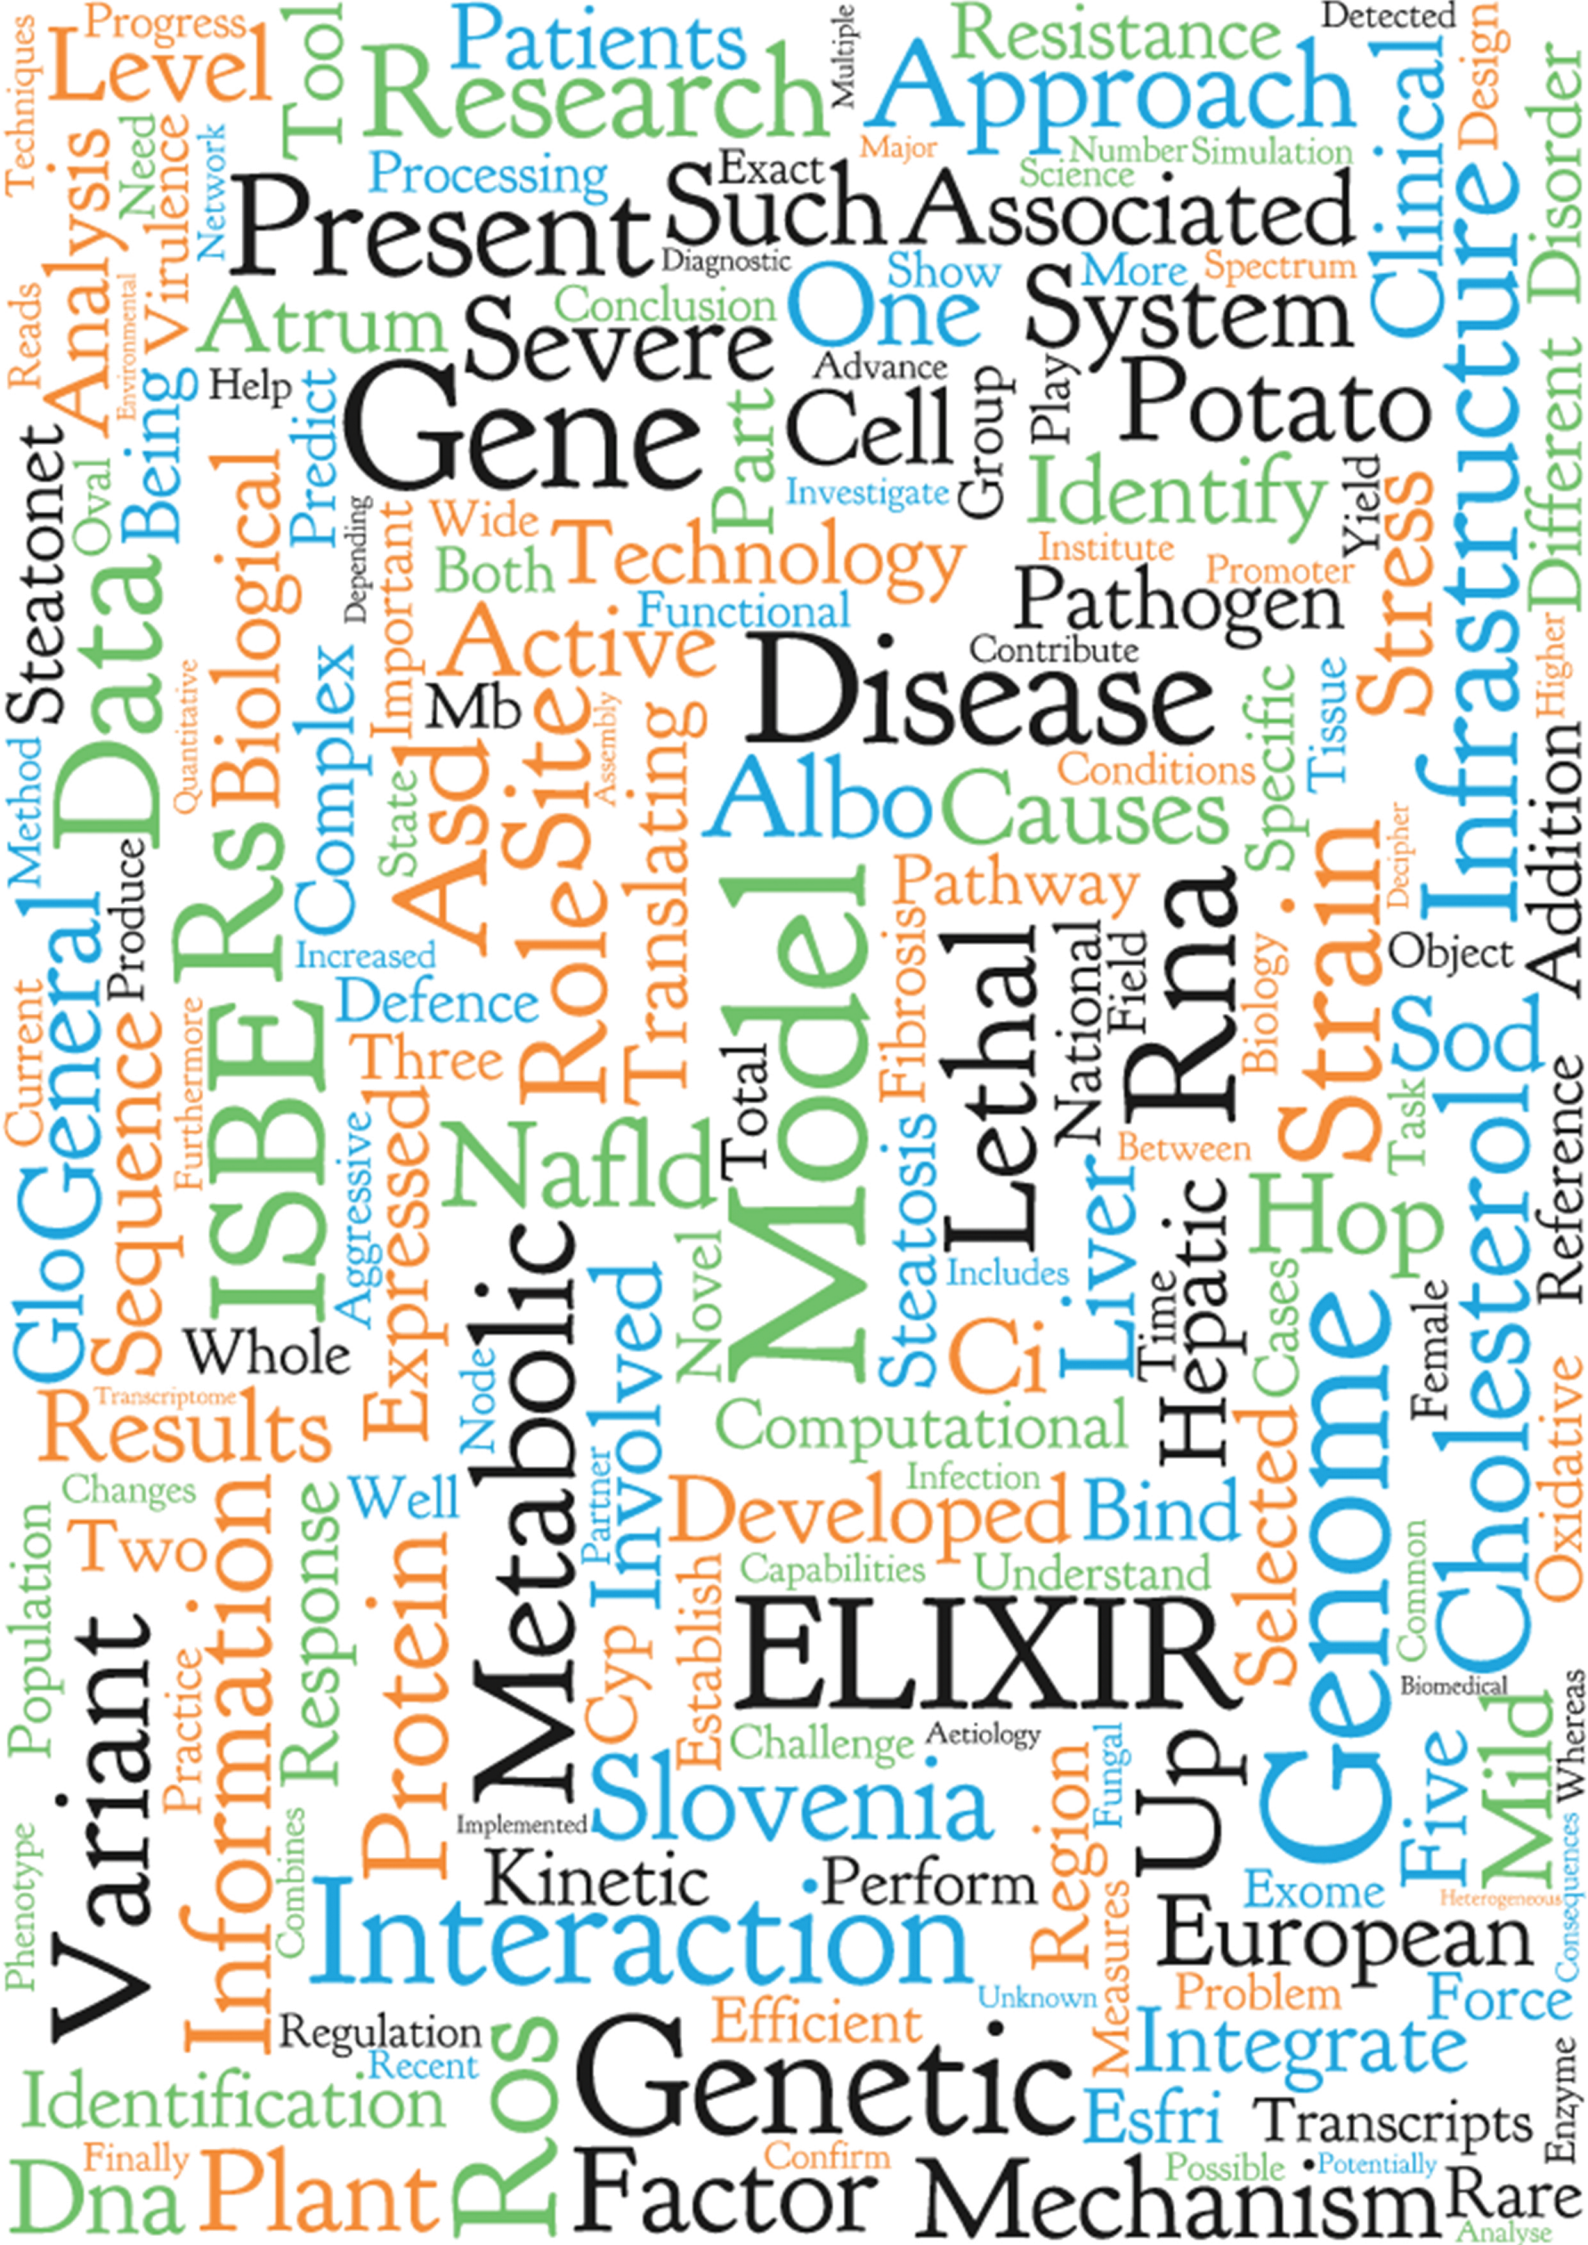 Techniques
Progress
Level
Tool
Patients
Research
Multiple
Resistance
Approach
Detected
Clinical
Design
Disorder
Analysis
Need
Virulence
Network
Processing
Exact
Major
Number
Simulation
Science
Present
Such
Associated
Diagnostic
Infrastructure
Reads
Environmental
Atrum
Conclusion
Severe
One
Show
More
Spectrum
System
Being
Help
Predict
Gene
Part
Advance
Cell
Group
Play
Potato
Different
Steatonet
Oval
Biological
Depending
Important
Wide
Both
Technology
Investigate
Identify
Yield
Stress
Institute
Promoter
Pathogen
Data
Functional
Active
Disease
Contribute
Higher
Quantitative
Complex
Mb
Site
Assembly
Translating
Specific
Tissue
Method
State
Asd
Albo
Causes
Conditions
Addition
Produce
Rs
Role
Pathway
Rna
Strain
Decipher
General
Increased
Model
Fibrosis
Lethal
National
Field
Biology
Object
Current
Sequence
Furthermore
ISBE
Defence
Three
Total
Sod
Aggressive
Expressed
Nafld
Steatosis
Between
Task
Cholesterol
Reference
Glo
Whole
Metabolic
Involved
Novel
Includes
Liver
Time
Hepatic
Hop
Cases
Genome
Female
Transcriptome
Results
Node
Ci
Computational
Selected
Oxidative
Changes
Information
Response
Well
Partner
Infection
Developed
Bind
Population
Two
Protein
Capabilities
Understand
Common
Variant
Practice
Cyp
Establish
ELIXIR
Biomedical
Whereas
Challenge
Aetiology
Fungal
Up
Five
Mild
Phenotype
Combines
Implemented
Slovenia
Region
Kinetic
Perform
Exome
Heterogeneous
Consequences
Interaction
Measures
European
Unknown
Problem
Force
Regulation
Efficient
Integrate
Recent
Ros
Genetic
Identification
Esfri
Transcripts
Enzyme
Finally
Confirm
Possible
Potentially
Dna
Plant
Factor
Mechanism
Rare
Analyse